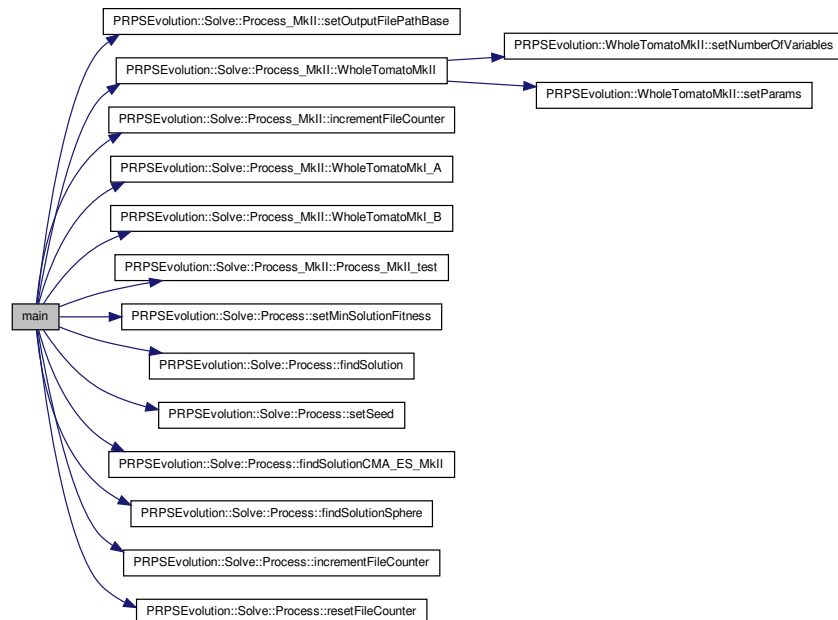 PRPSEvolution::Solve::Process_MkII::setOutputFilePathBase
PRPSEvolution::Solve::Process_MkII::WholeTomatoMkII
PRPSEvolution::WholeTomatoMkII::setNumberOfVariables
PRPSEvolution::WholeTomatoMkII::setParams
PRPSEvolution::Solve::Process_MkII::incrementFileCounter
PRPSEvolution::Solve::Process_MkII::WholeTomatoMkI_A
PRPSEvolution::Solve::Process_MkII::WholeTomatoMkI_B
PRPSEvolution::Solve::Process_MkII::Process_MkII_test
main
PRPSEvolution::Solve::Process::setMinSolutionFitness
PRPSEvolution::Solve::Process::findSolution
PRPSEvolution::Solve::Process::setSeed
PRPSEvolution::Solve::Process::findSolutionCMA_ES_MkII
PRPSEvolution::Solve::Process::findSolutionSphere
PRPSEvolution::Solve::Process::incrementFileCounter
PRPSEvolution::Solve::Process::resetFileCounter